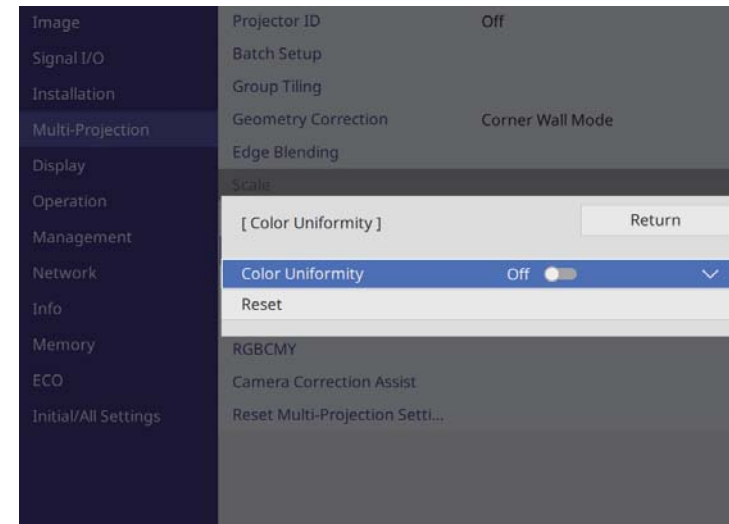 Image
Signal I/O
Installation
Multi-Projection
Display
Operation
Management
Network
Info
Memory
ECO
Initial/All Settings
Projector ID Off
Batch Setup
Group Tiling
Geometry Correction Corner Wall Mode
Edge Blending
Scale
[ Color Uniformity ] Return
Color Uniformity Off
Reset
RGBCMY
Camera Correction Assist
Reset Multi-Projection Setti...